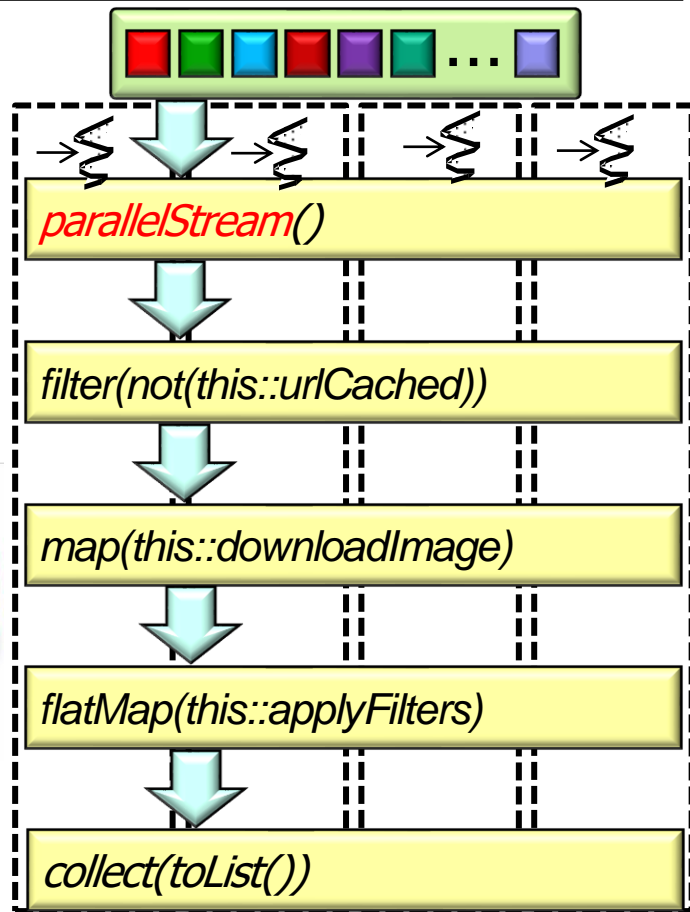 ...
parallelStream()
filter(not(this::urlCached))
map(this::downloadImage)
flatMap(this::applyFilters)
collect(toList())